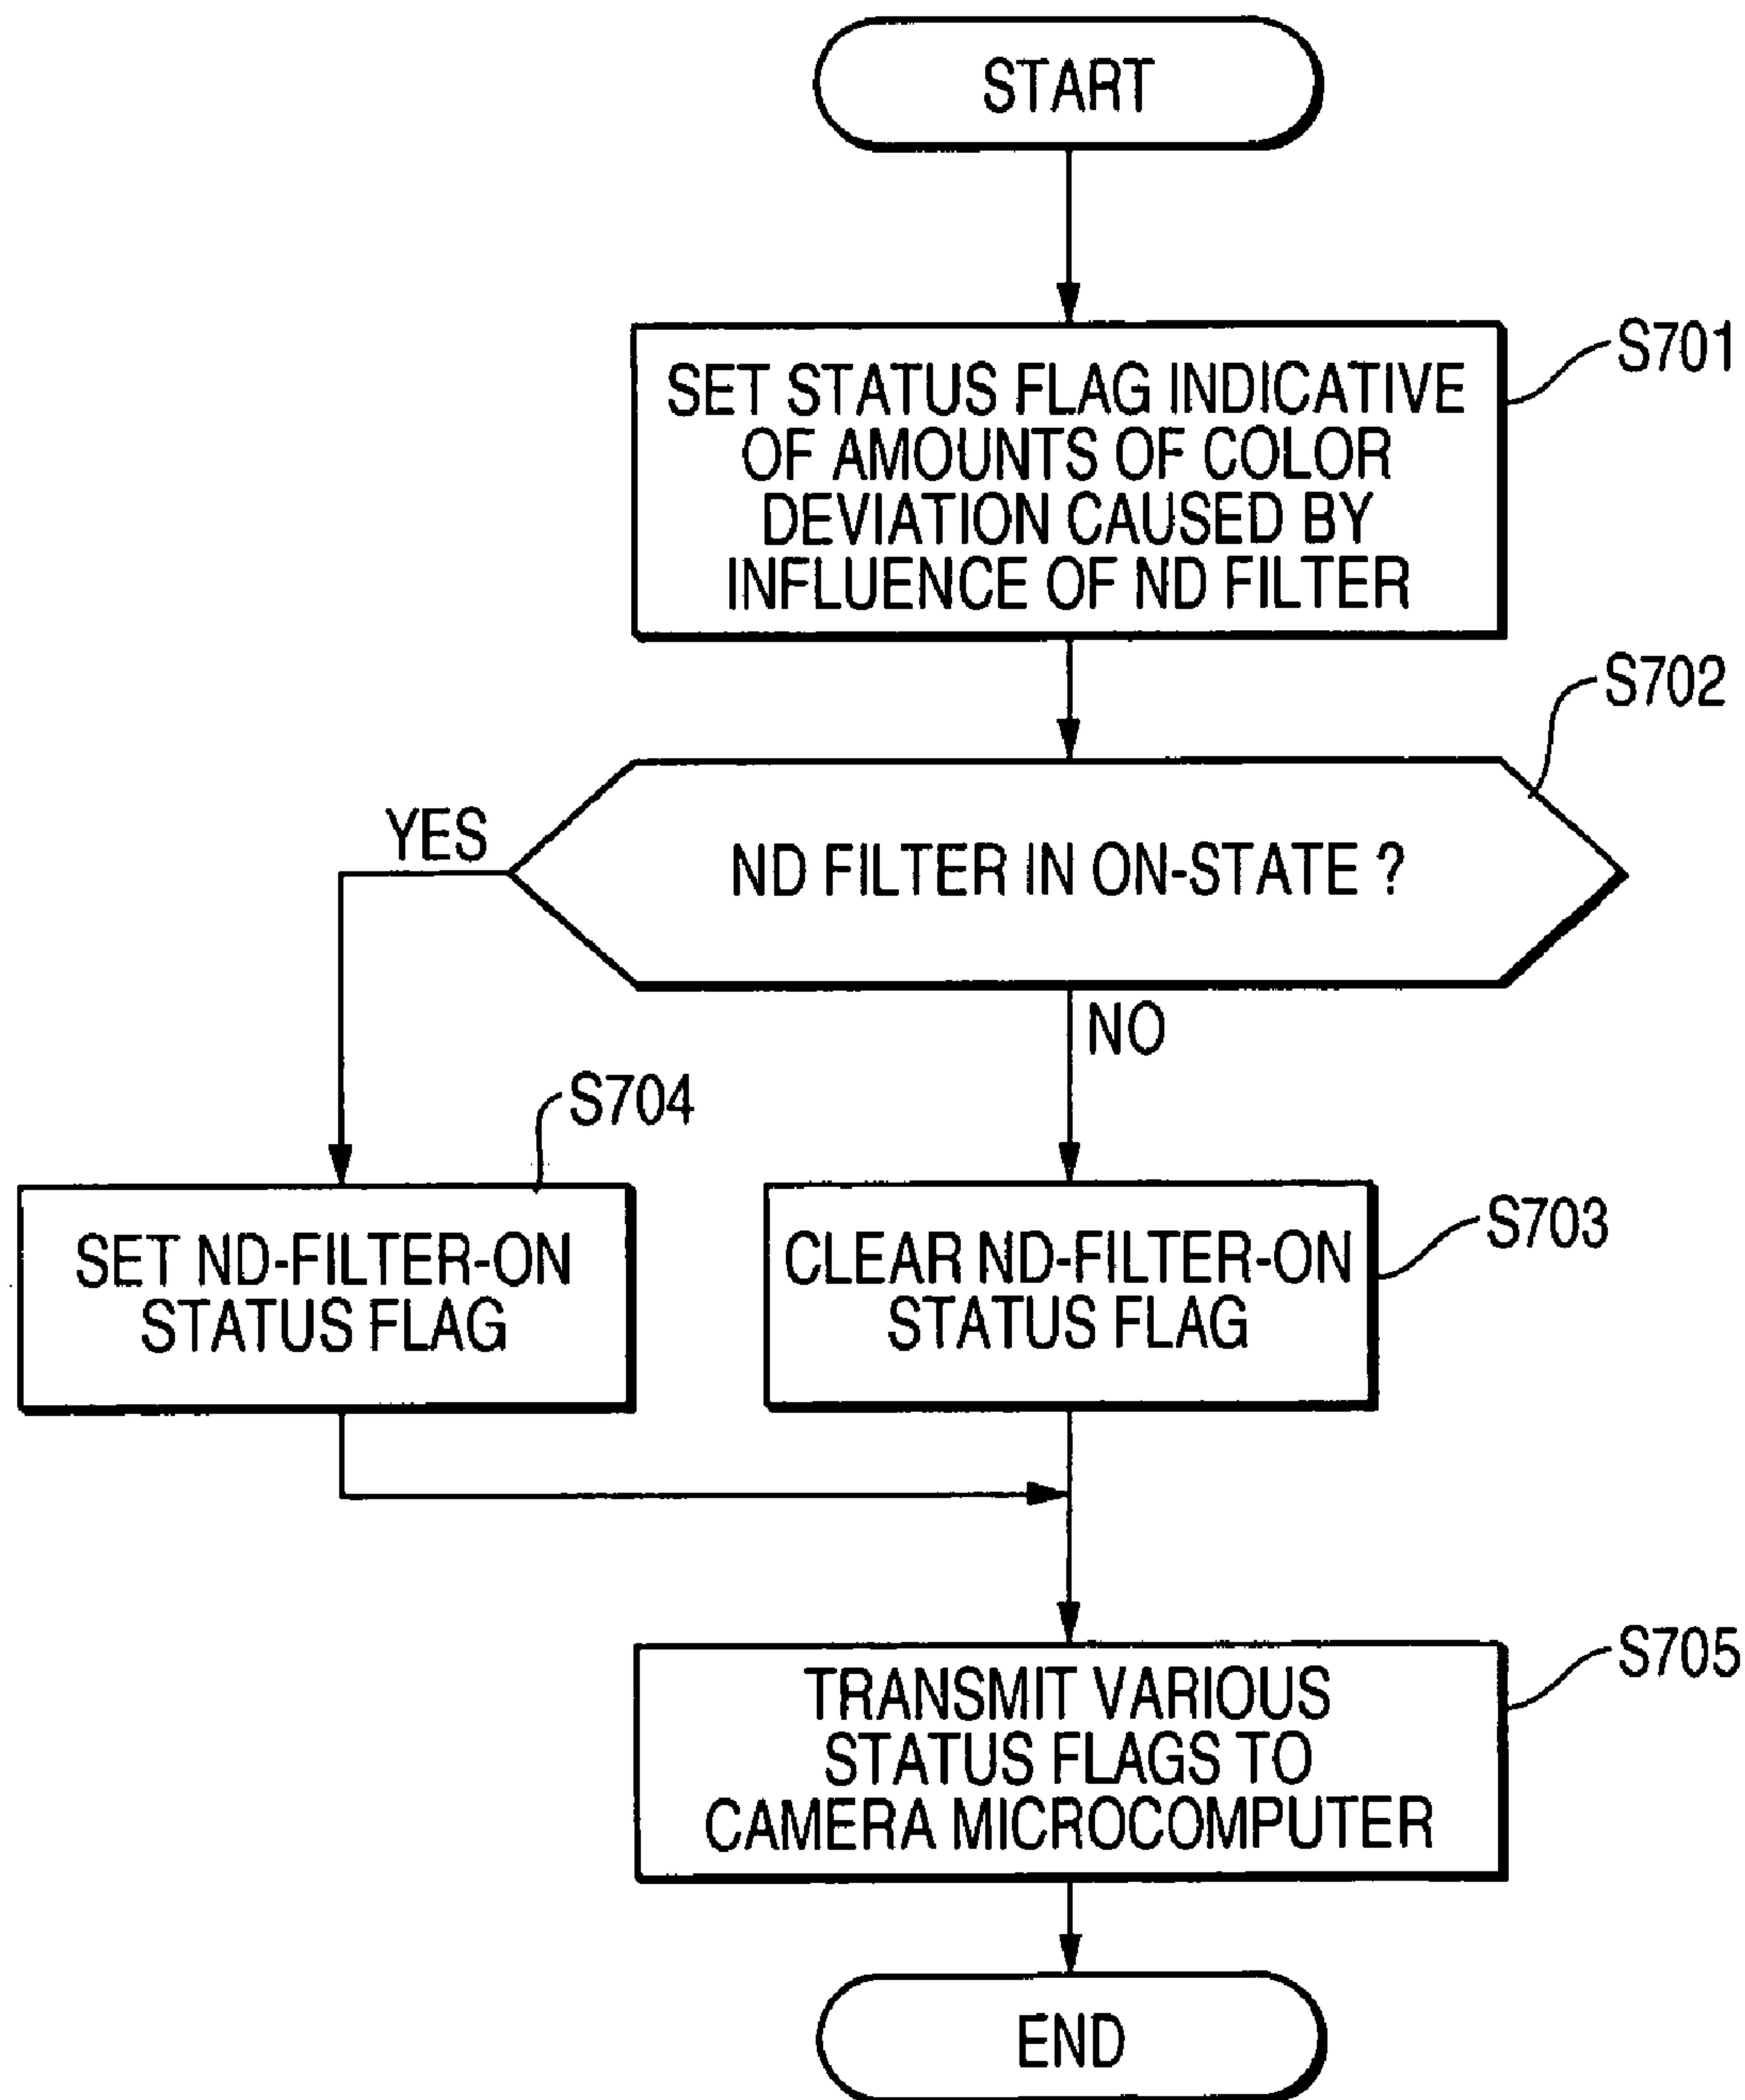 START
S701
SET STATUS FLAG INDICATIVE
OF AMOUNTS OF COLOR
DEVIATION CAUSED BY
INFLUENCE OF ND FILTER
S702
YES
ND FILTER IN ON-STATE ?
NO
S704
SET ND-FILTER-ON
STATUS FLAG
S703
CLEAR ND-FILTER-ON
STATUS FLAG
S705
TRANSMIT VARIOUS
STATUS FLAGS TO
CAMERA MICROCOMPUTER
END